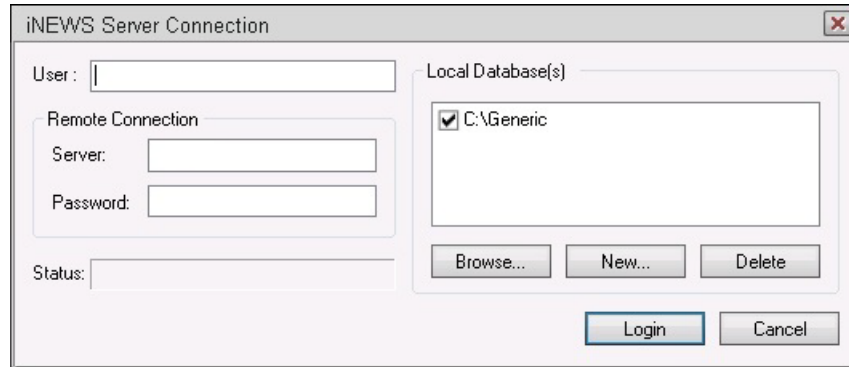 iNEWS Server Connection
User :
Local Database(s)
C:\Generic
Remote Connection
Server:
Password:
Status:
Browse... New... Delete
Login Cancel